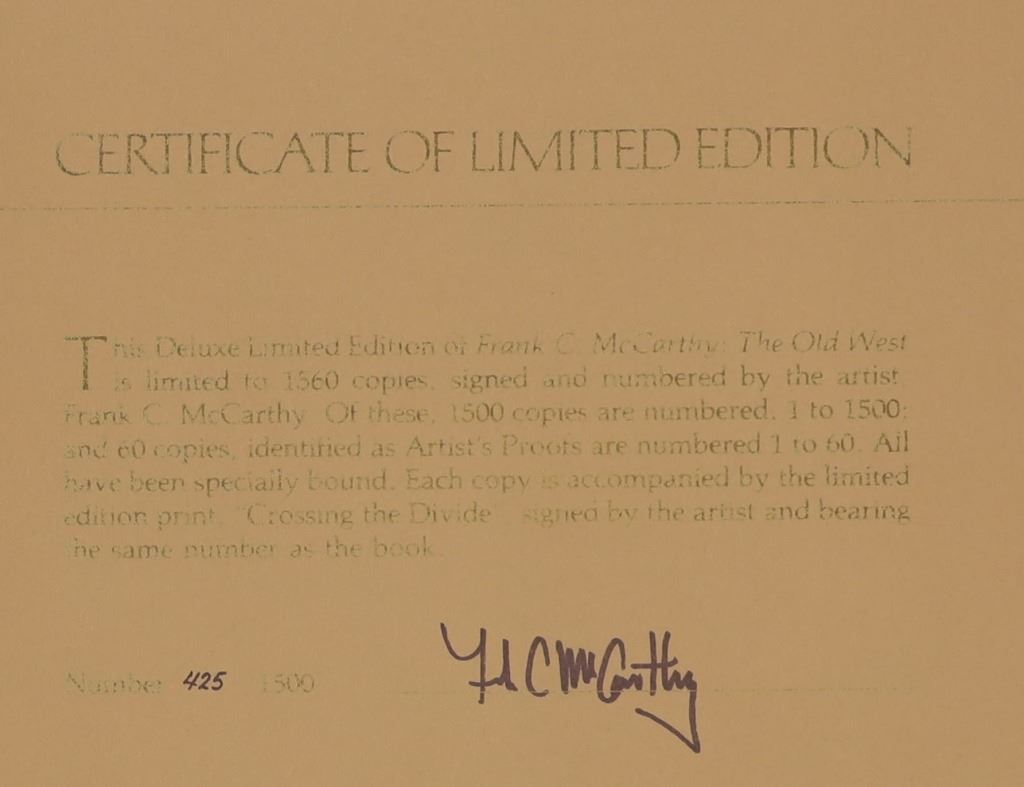 CERTIFICATE OF LIMITED EDITION
This Deluxe Limited Edition of Frank C. McCarthy: The Old West
is limited to 1560 copies, signed and numbered by the artist,
Frank C. McCarthy. Of these, 1500 copies are numbered, 1 to 1500;
and 60 copies, identified as Artist's Proofs are numbered 1 to 60. All
have been specially bound. Each copy is accompanied by the limited
edition print, "Crossing the Divide" signed by the artist and bearing
the same number as the book.
Number 425 1500
Frank C McCarthy